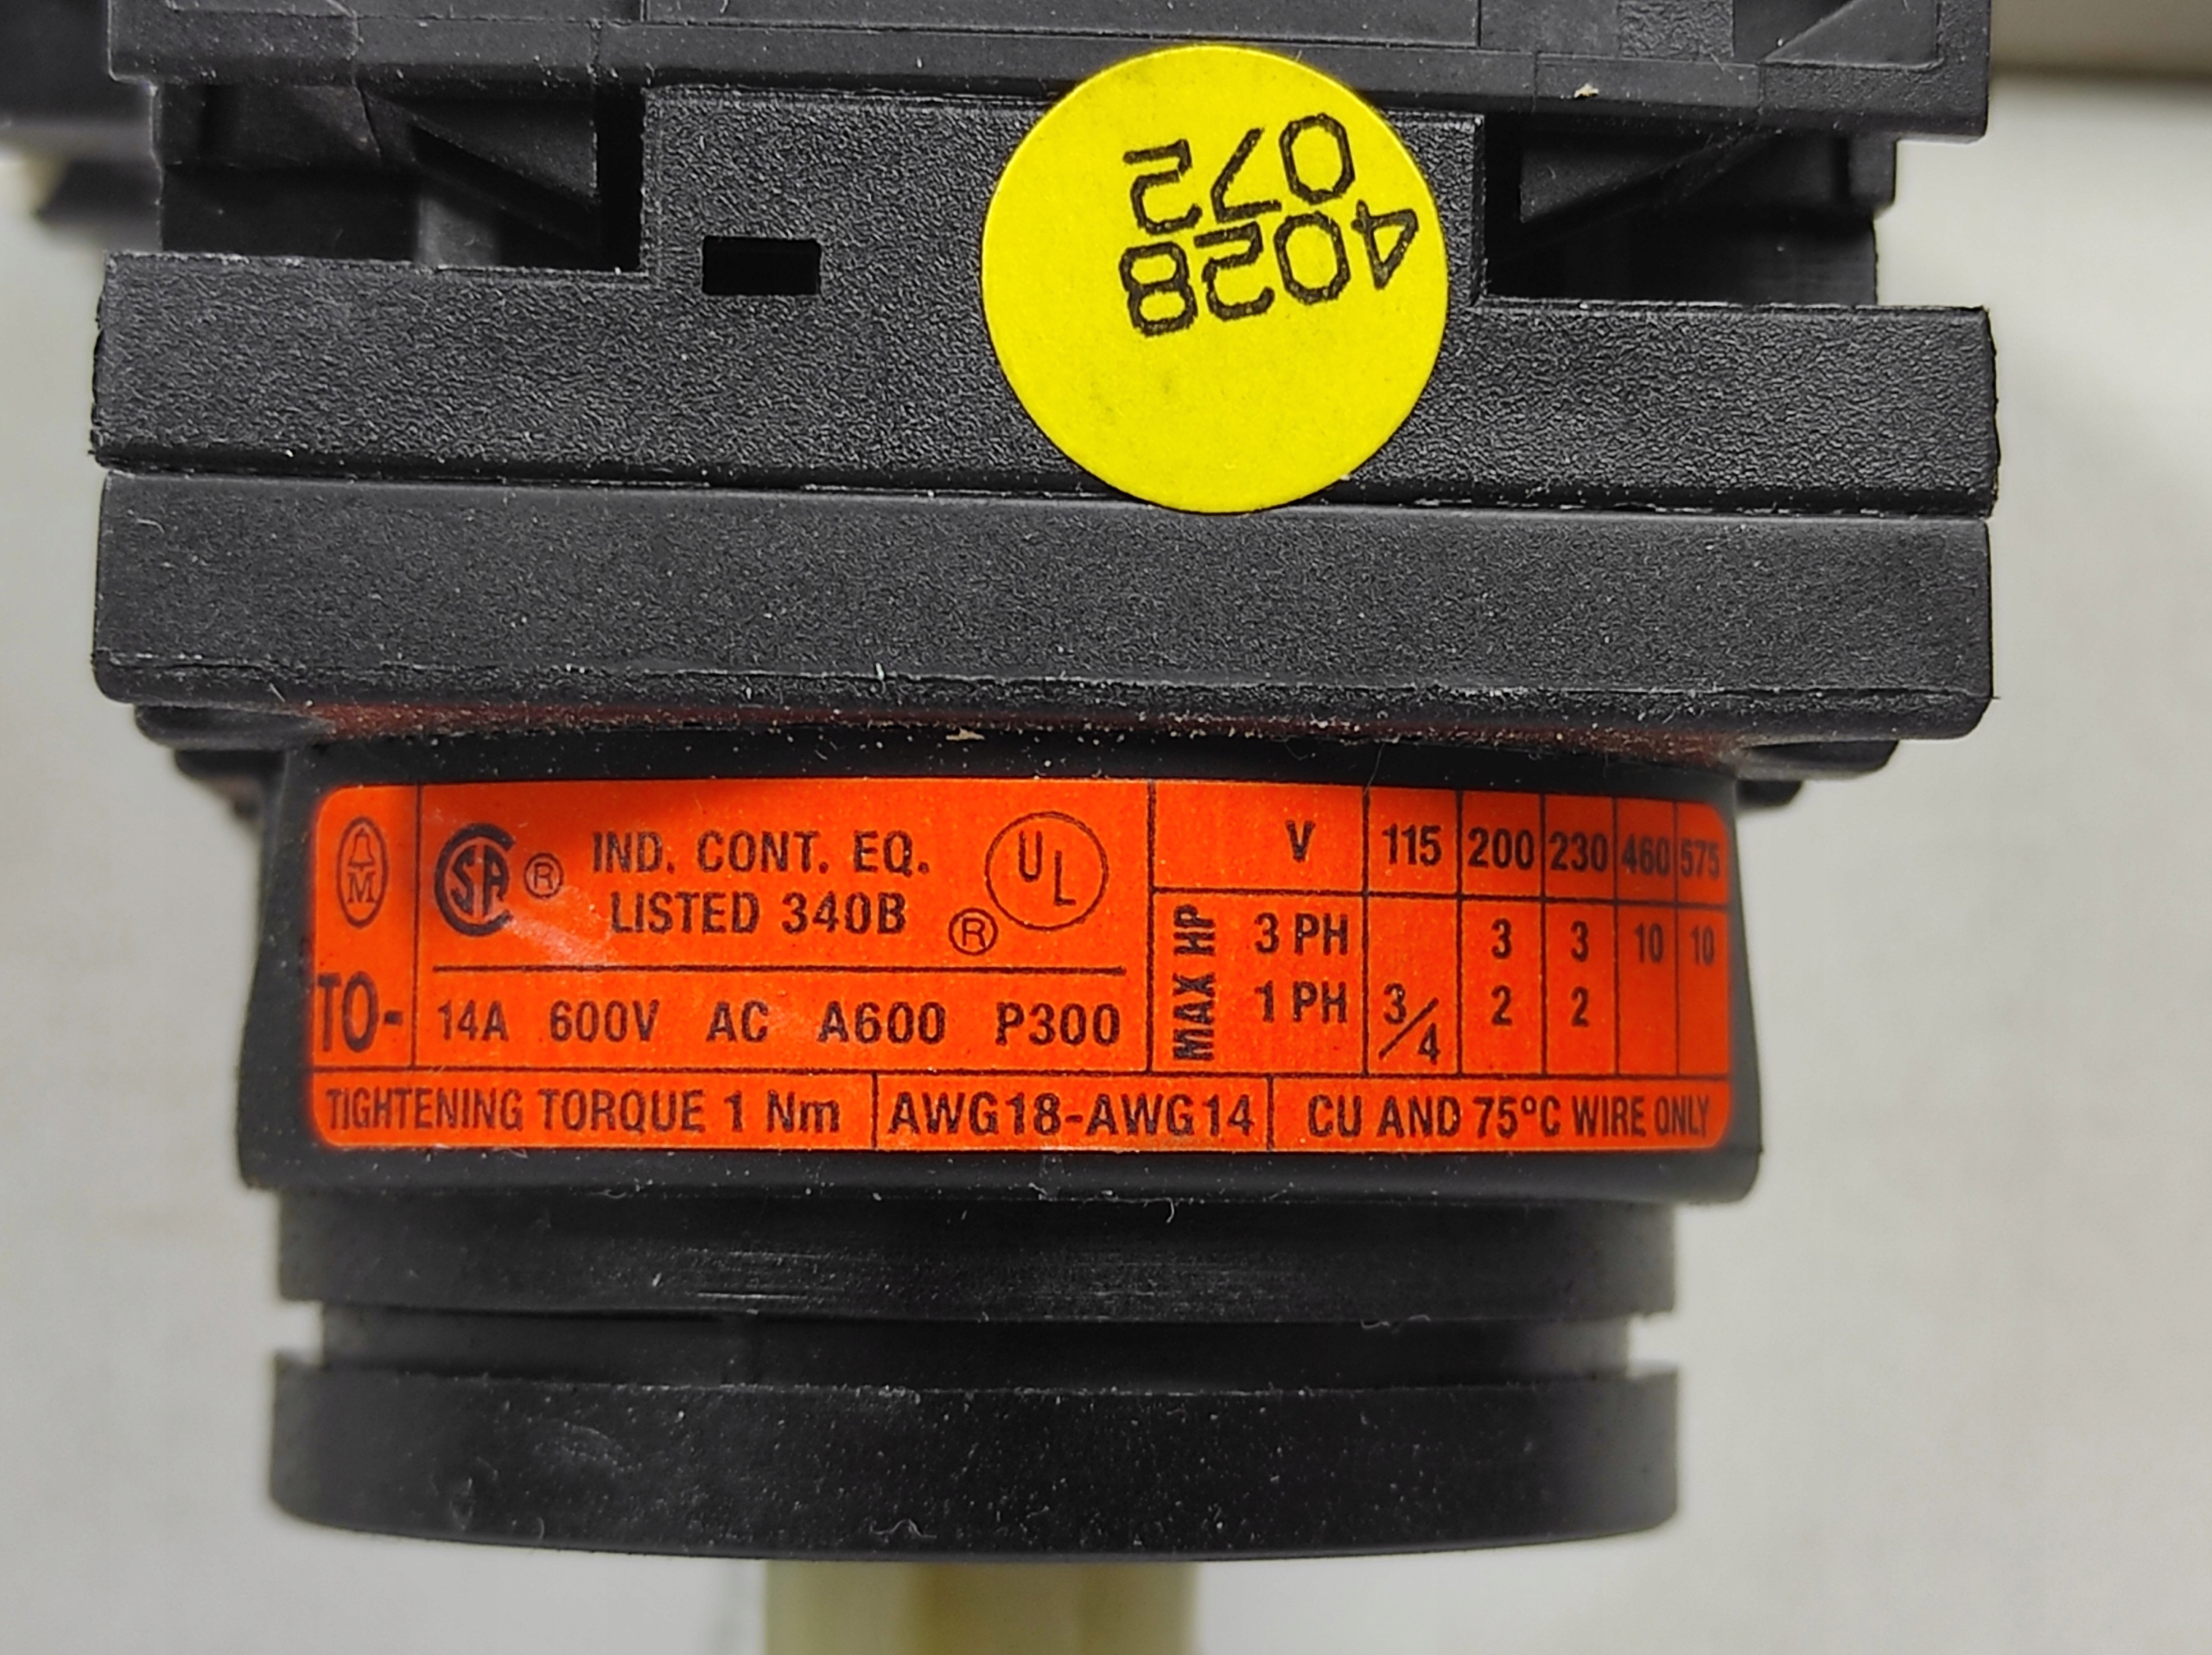 4028
072
M
TO-
CSA ®
IND. CONT. EQ.
LISTED 340B
® UL
14A 600V AC A600 P300
V 115 200 230 460 575
MAX HP
3 PH 3 3 10 10
1 PH 3/4 2 2
TIGHTENING TORQUE 1 Nm AWG18-AWG14 CU AND 75°C WIRE ONLY